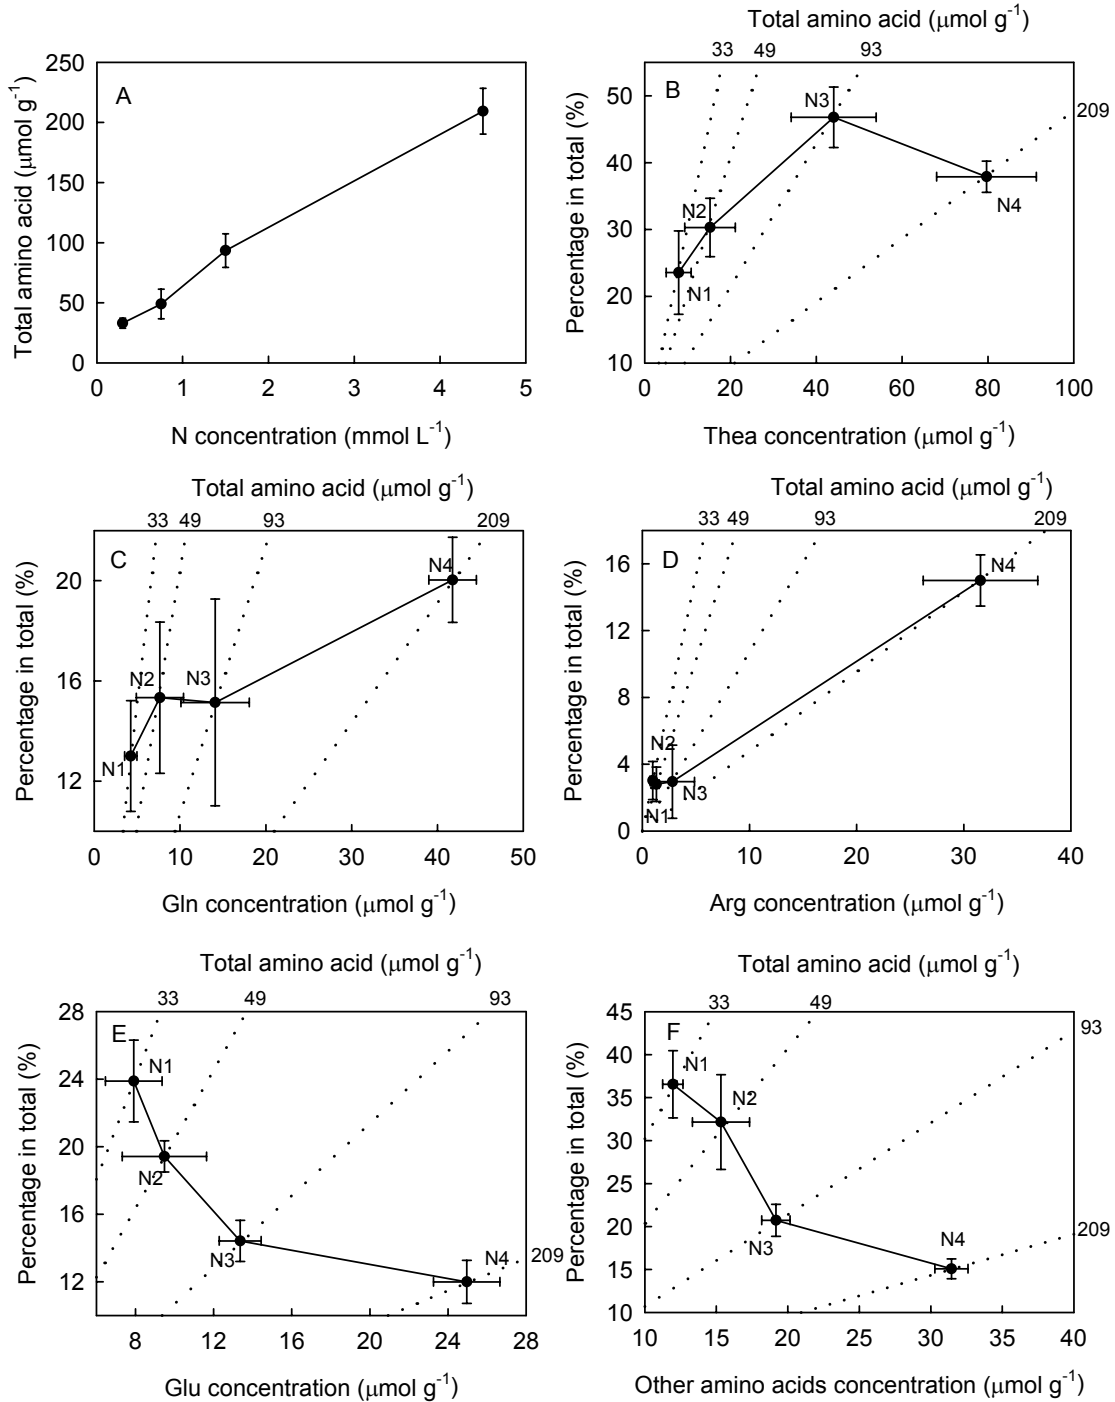 Total amino acid (μmol g⁻¹)
33 49 93
250
200
150
100
50
0
A
Total amino acid (μmol g⁻¹)
0 1 2 3 4 5
N concentration (mmol L⁻¹)
50
40
30
20
10
B
N3
209
N2
N4
N1
Percentage in total (%)
0 20 40 60 80 100
Thea concentration (μmol g⁻¹)
Total amino acid (μmol g⁻¹)
33 49 93 209
20
16
12
C
N4
N2 N3
N1
Percentage in total (%)
0 10 20 30 40 50
Gln concentration (μmol g⁻¹)
Total amino acid (μmol g⁻¹)
33 49 93 209
16
12
8
4
0
D
N4
N2
N3
N1
Percentage in total (%)
0 10 20 30 40
Arg concentration (μmol g⁻¹)
Total amino acid (μmol g⁻¹)
33 49 93
28
24
20
16
12
E
N1
N2
N3
N4
209
Percentage in total (%)
8 12 16 20 24 28
Glu concentration (μmol g⁻¹)
Total amino acid (μmol g⁻¹)
33 49
45
40
35
30
25
20
15
10
F
93
N1
N2
N3
N4
209
Percentage in total (%)
10 15 20 25 30 35 40
Other amino acids concentration (μmol g⁻¹)